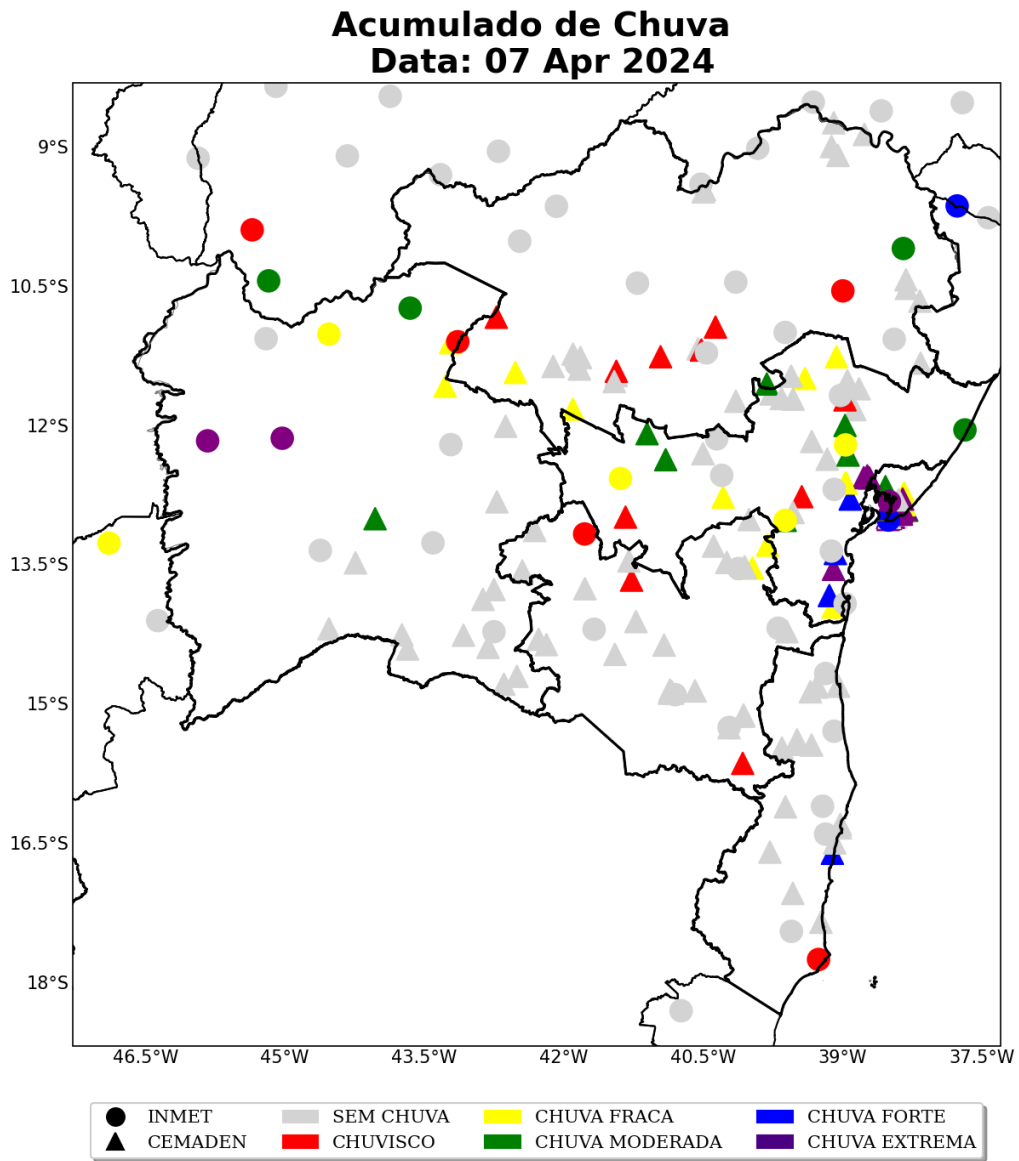 Acumulado de Chuva
Data: 07 Apr 2024
9°S
10.5°S
12°S
13.5°S
15°S
16.5°S
18°S
46.5°W 45°W 43.5°W 42°W 40.5°W 39°W 37.5°W
INMET SEM CHUVA CHUVA FRACA CHUVA FORTE
CEMADEN CHUVISCO CHUVA MODERADA CHUVA EXTREMA